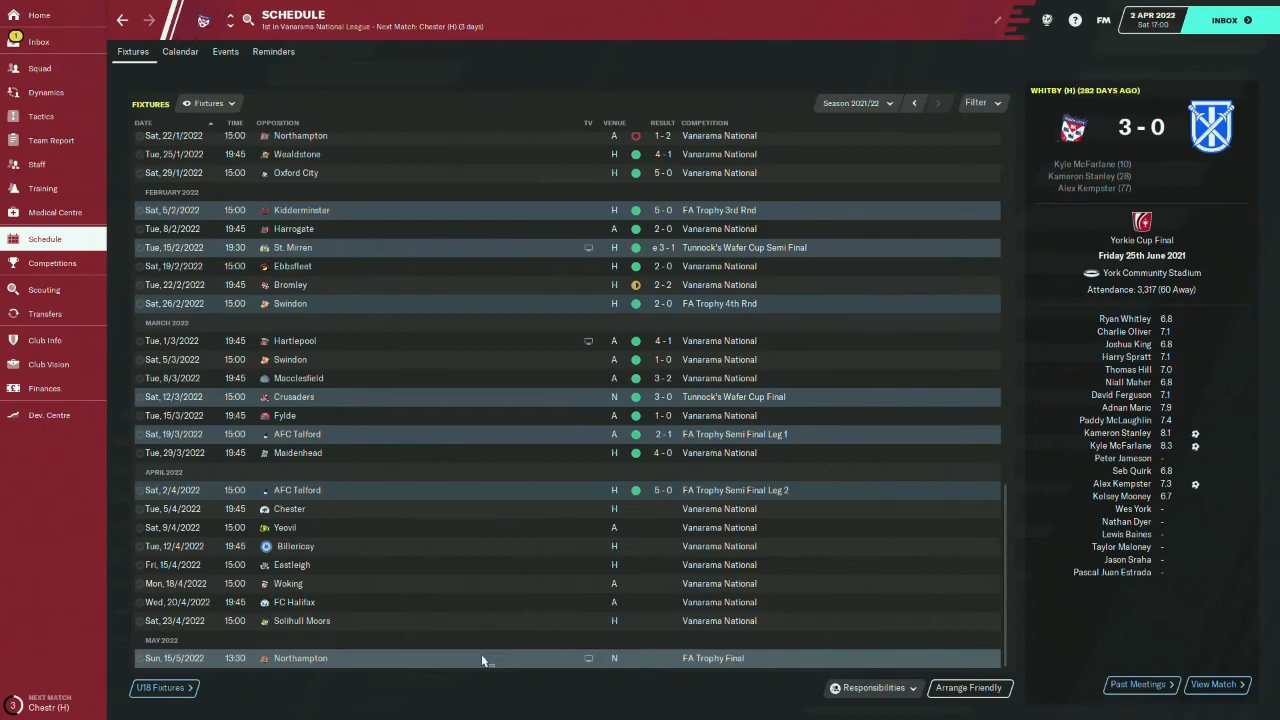 Home
1
Inbox
Squad
Dynamics
Tactics
Team Report
Staff
Training
Medical Centre
Schedule
Competitions
Scouting
Transfers
Club Info
Club Vision
Finances
Dev. Centre
3 NEXT MATCH
Chestr (H)
SCHEDULE
1st in Vanarama National League - Next Match: Chester (H) (3 days)
? FM 2 APR 2022 INBOX
Sat 17:00
Fixtures Calendar Events Reminders
FIXTURES Fixtures Season 2021/22 Filter
DATE TIME OPPOSITION TV VENUE RESULT COMPETITION
Sat, 22/1/2022 15:00 Northampton A 1 - 2 Vanarama National
Tue, 25/1/2022 19:45 Wealdstone H 4 - 1 Vanarama National
Sat, 29/1/2022 15:00 Oxford City H 5 - 0 Vanarama National
FEBRUARY 2022
Sat, 5/2/2022 15:00 Kidderminster H 5 - 0 FA Trophy 3rd Rnd
Tue, 8/2/2022 19:45 Harrogate A 2 - 0 Vanarama National
Tue, 15/2/2022 19:30 St. Mirren H e 3 - 1 Tunnock's Wafer Cup Semi Final
Sat, 19/2/2022 15:00 Ebbsfleet H 2 - 0 Vanarama National
Tue, 22/2/2022 19:45 Bromley H 2 - 2 Vanarama National
Sat, 26/2/2022 15:00 Swindon H 2 - 0 FA Trophy 4th Rnd
MARCH 2022
Tue, 1/3/2022 19:45 Hartlepool A 4 - 1 Vanarama National
Sat, 5/3/2022 15:00 Swindon A 1 - 0 Vanarama National
Tue, 8/3/2022 19:45 Macclesfield A 3 - 2 Vanarama National
Sat, 12/3/2022 15:00 Crusaders N 3 - 0 Tunnock's Wafer Cup Final
Tue, 15/3/2022 19:45 Fylde A 1 - 0 Vanarama National
Sat, 19/3/2022 15:00 AFC Telford A 2 - 1 FA Trophy Semi Final Leg 1
Tue, 29/3/2022 19:45 Maidenhead H 4 - 0 Vanarama National
APRIL 2022
Sat, 2/4/2022 15:00 AFC Telford H 5 - 0 FA Trophy Semi Final Leg 2
Tue, 5/4/2022 19:45 Chester H Vanarama National
Sat, 9/4/2022 15:00 Yeovil A Vanarama National
Tue, 12/4/2022 19:45 Billericay H Vanarama National
Fri, 15/4/2022 15:00 Eastleigh H Vanarama National
Mon, 18/4/2022 15:00 Woking A Vanarama National
Wed, 20/4/2022 19:45 FC Halifax A Vanarama National
Sat, 23/4/2022 15:00 Solihull Moors H Vanarama National
MAY 2022
Sun, 15/5/2022 13:30 Northampton N FA Trophy Final
U18 Fixtures Responsibilities Arrange Friendly
WHITBY (H) (282 DAYS AGO)
3 - 0
Kyle McFarlane (10)
Kameron Stanley (28)
Alex Kempster (77)
Yorkie Cup Final
Friday 25th June 2021
York Community Stadium
Attendance: 3,317 (60 Away)
Ryan Whitley 6.8
Charlie Oliver 7.1
Joshua King 6.8
Harry Spratt 7.1
Thomas Hill 7.0
Niall Maher 6.8
David Ferguson 7.1
Adnan Maric 7.9
Paddy McLaughlin 7.4
Kameron Stanley 8.1
Kyle McFarlane 8.3
Peter Jameson -
Seb Quirk 6.8
Alex Kempster 7.3
Kelsey Mooney 6.7
Wes York -
Nathan Dyer -
Lewis Baines -
Taylor Maloney -
Jason Sraha -
Pascal Juan Estrada -
Past Meetings View Match